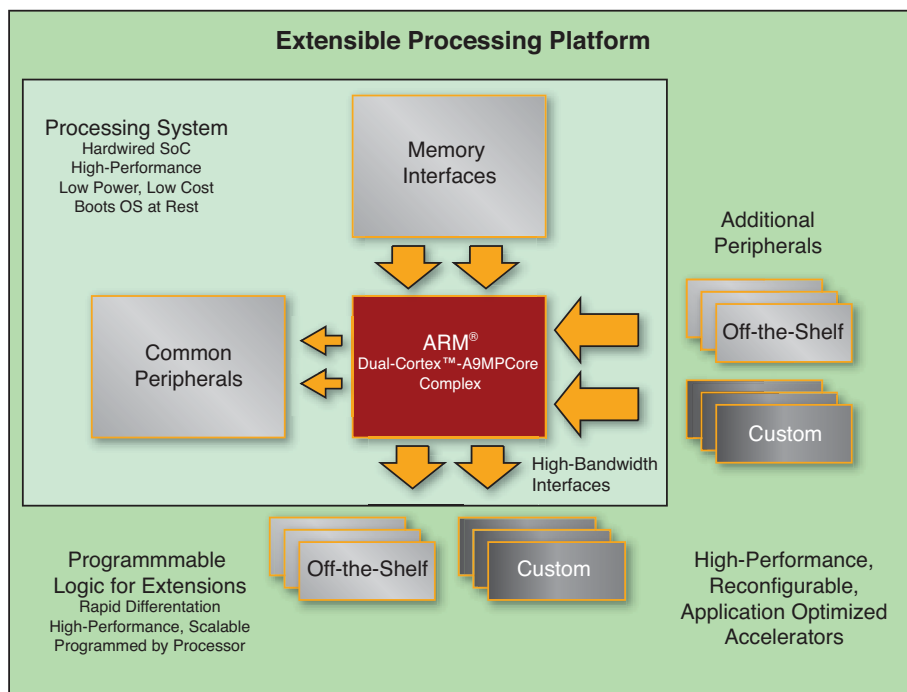 Extensible Processing Platform
Processing System
Hardwired SoC
High-Performance
Low Power, Low Cost
Boots OS at Rest
Memory
Interfaces
Additional
Peripherals
Off-the-Shelf
Custom
Common
Peripherals
ARM®
Dual-Cortex™-A9MPCore
Complex
High-Bandwidth
Interfaces
Programmmable
Logic for Extensions
Rapid Differentation
High-Performance, Scalable
Programmed by Processor
Off-the-Shelf
Custom
High-Performance,
Reconfigurable,
Application Optimized
Accelerators